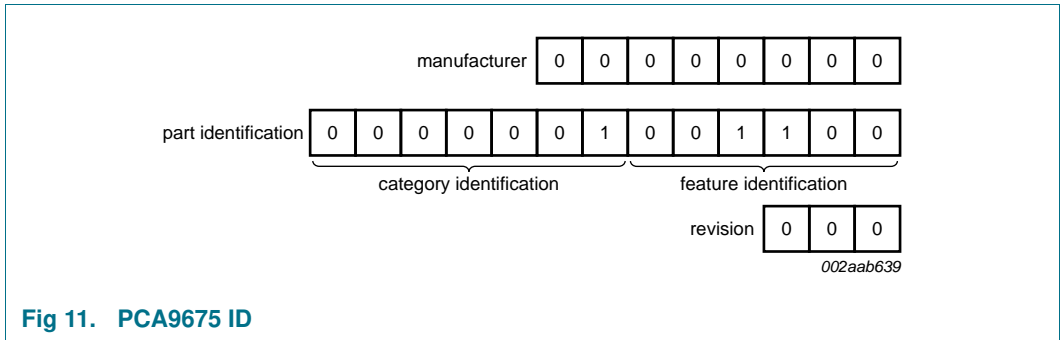 manufacturer 0 0 0 0 0 0 0 0
part identification 0 0 0 0 0 0 1 0 0 1 1 0 0
category identification feature identification
revision 0 0 0
002aab639
Fig 11. PCA9675 ID